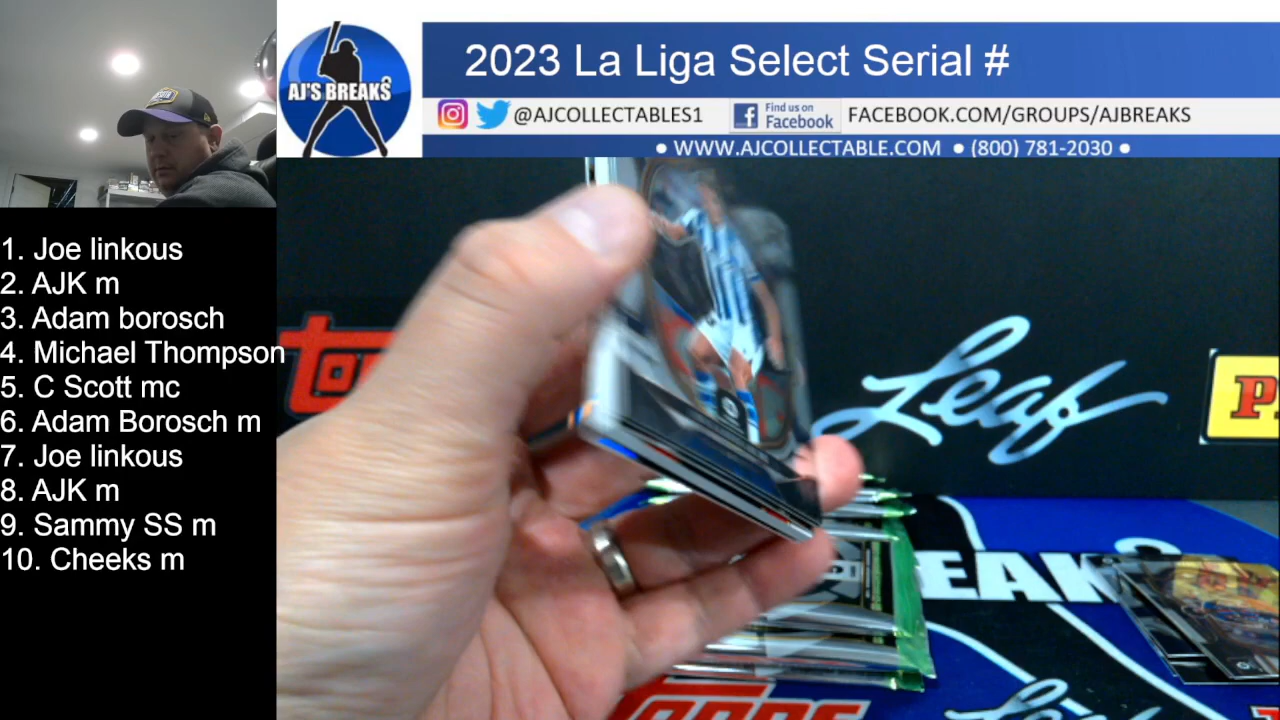 AJ'S BREAKS
2023 La Liga Select Serial #
@AJCOLLECTABLES1
Find us on
Facebook
FACEBOOK.COM/GROUPS/AJBREAKS
● WWW.AJCOLLECTABLE.COM ● (800) 781-2030 ●
1. Joe linkous
2. AJK m
3. Adam borosch
4. Michael Thompson
5. C Scott mc
6. Adam Borosch m
7. Joe linkous
8. AJK m
9. Sammy SS m
10. Cheeks m
Leaf